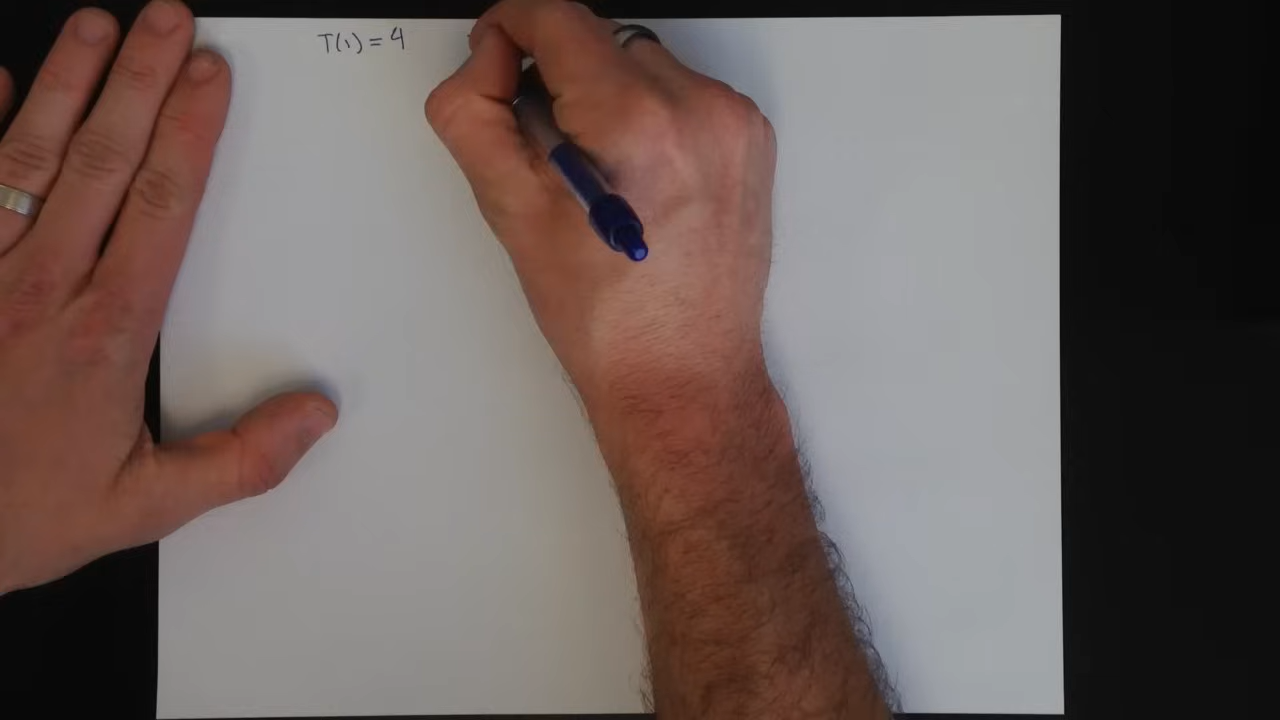 T(1) = 4